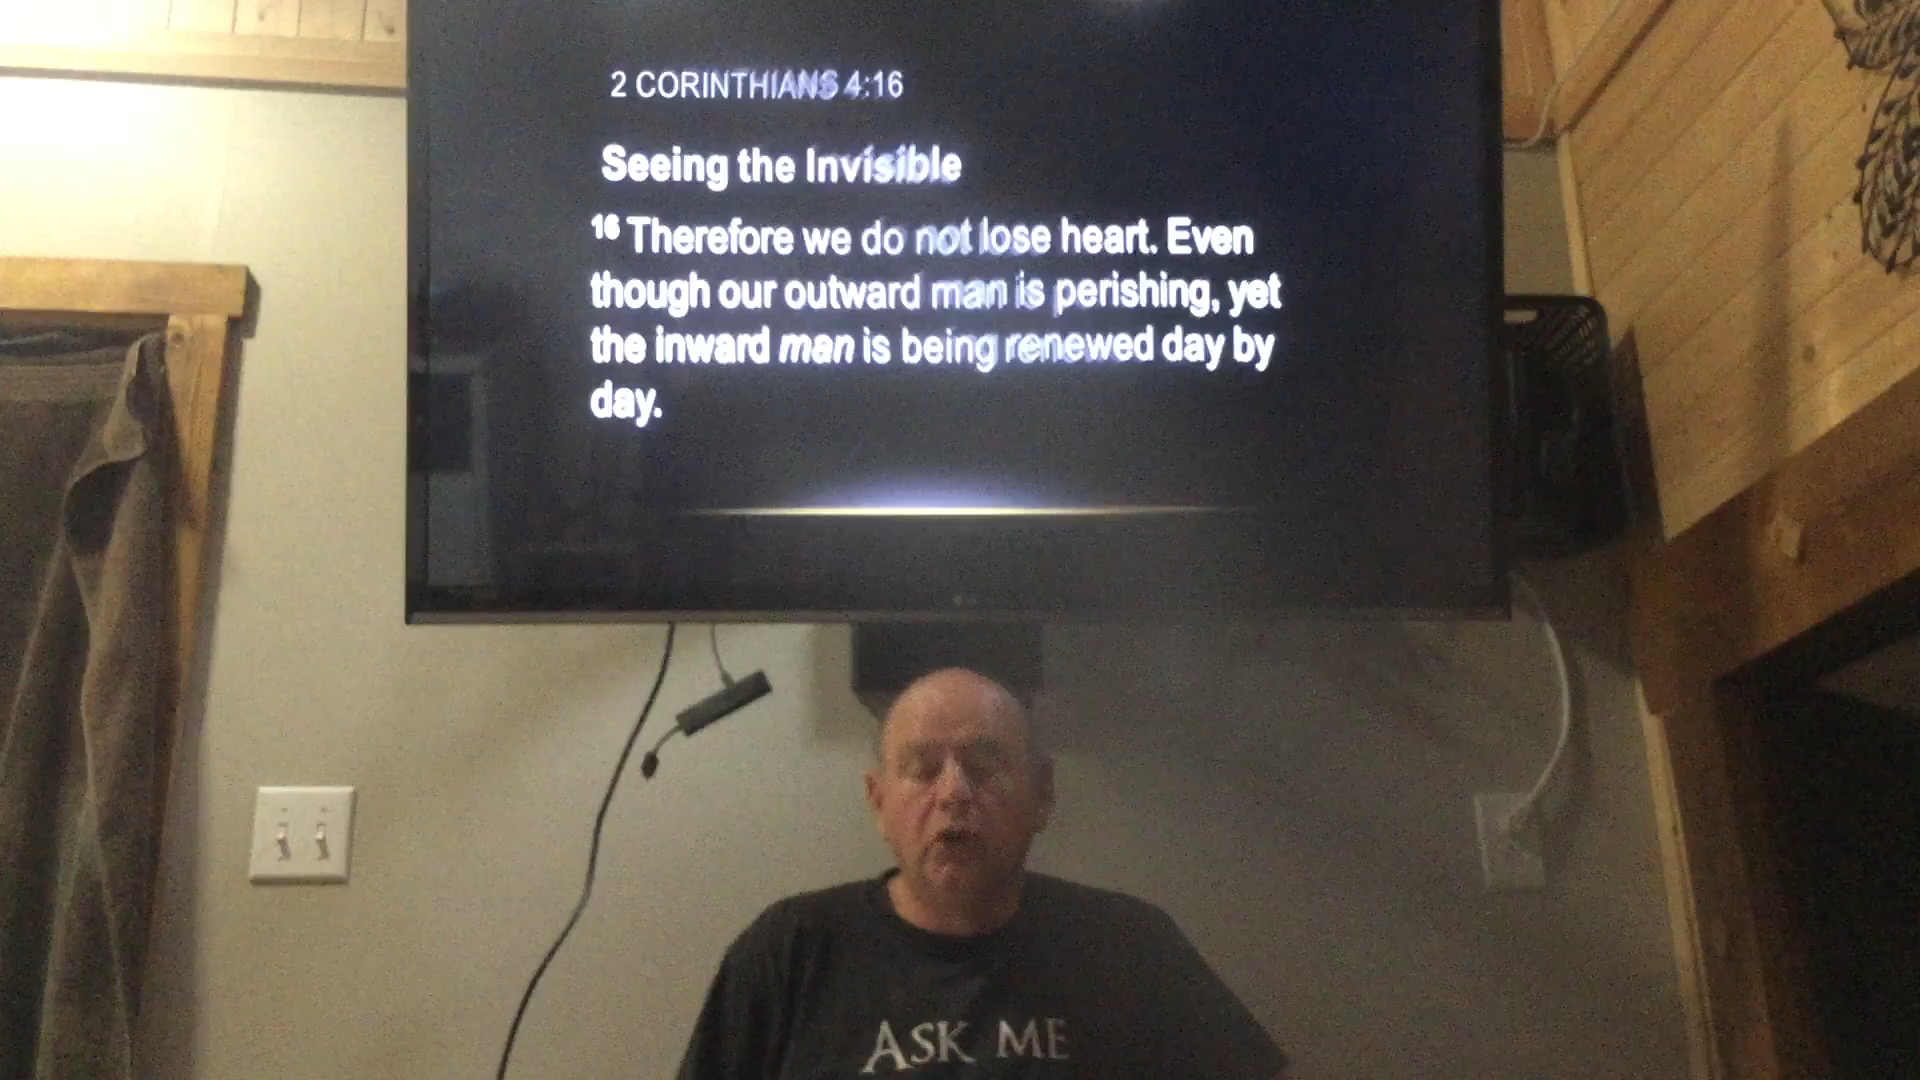 2 CORINTHIANS 4:16
Seeing the Invisible
16 Therefore we do not lose heart. Even
though our outward man is perishing, yet
the inward man is being renewed day by
day.
ASK ME